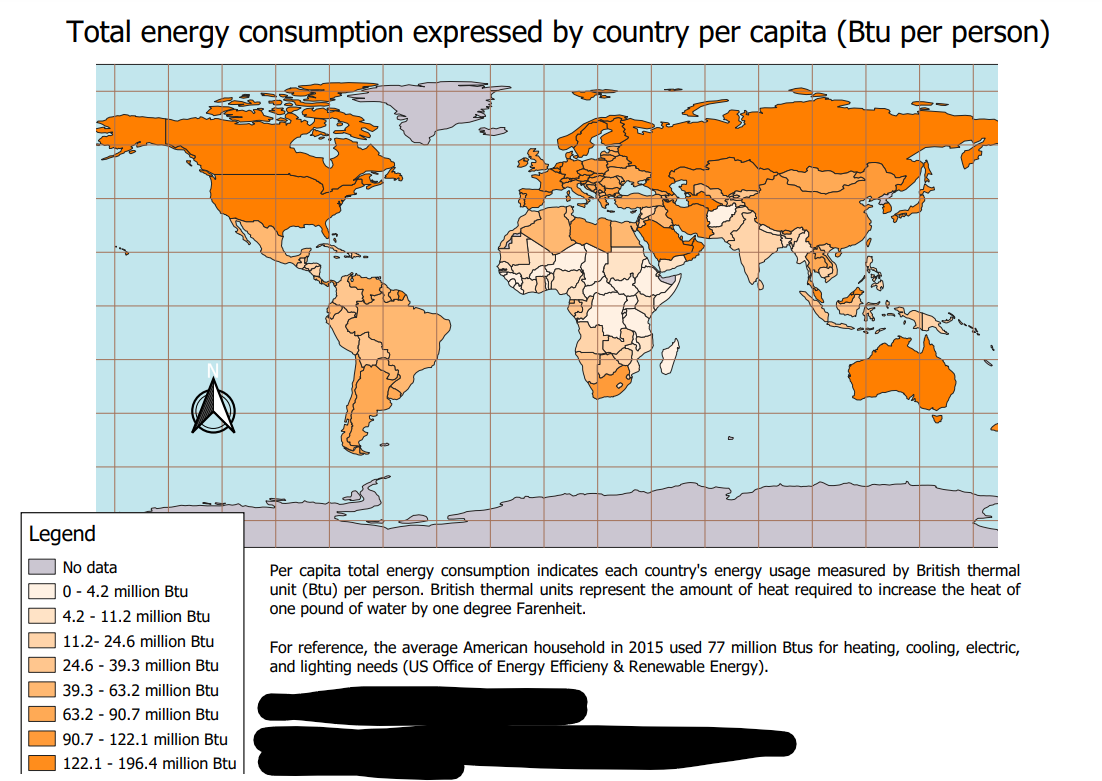 Total energy consumption expressed by country per capita (Btu per person)
N
Legend
No data
0 - 4.2 million Btu
4.2 - 11.2 million Btu
11.2- 24.6 million Btu
24.6 - 39.3 million Btu
39.3 - 63.2 million Btu
63.2 - 90.7 million Btu
90.7 - 122.1 million Btu
122.1 - 196.4 million Btu
Per capita total energy consumption indicates each country's energy usage measured by British thermal
unit (Btu) per person. British thermal units represent the amount of heat required to increase the heat of
one pound of water by one degree Farenheit.
For reference, the average American household in 2015 used 77 million Btus for heating, cooling, electric,
and lighting needs (US Office of Energy Efficieny & Renewable Energy).